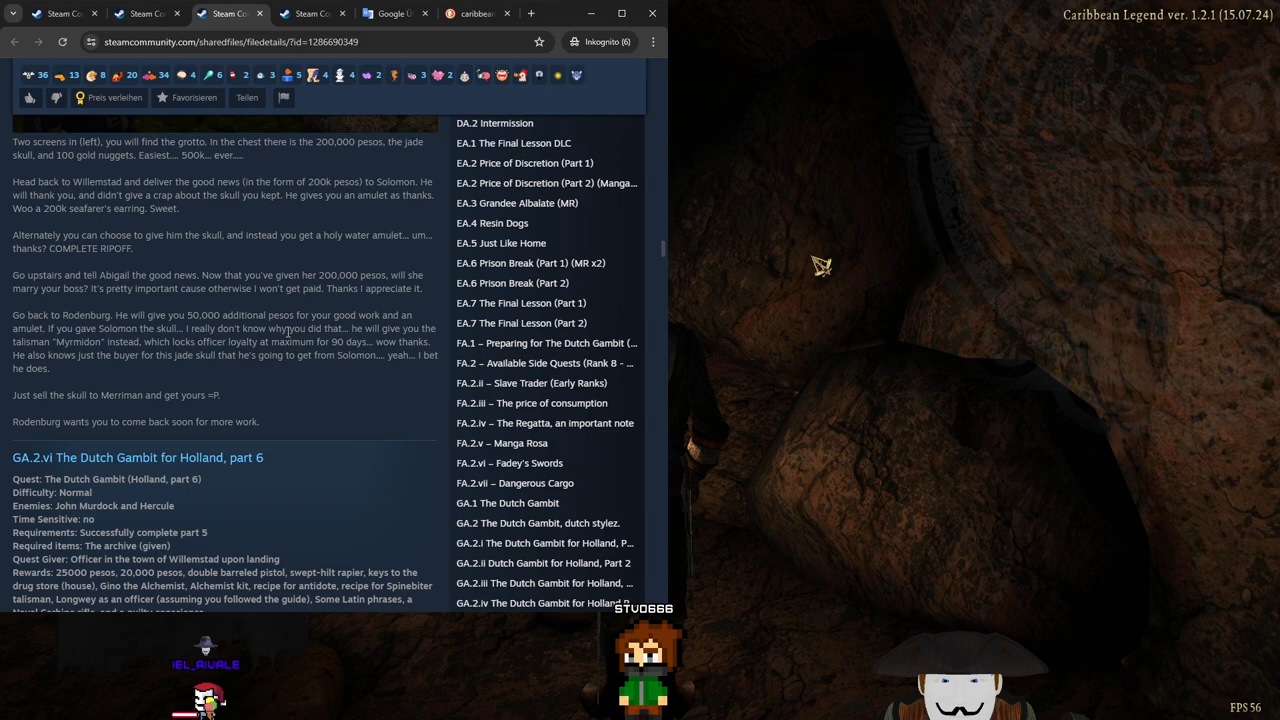 Steam Co
Steam Co
Steam Co
Steam Co
Google Ü
caribbean
steamcommunity.com/sharedfiles/filedetails/?id=1286690349
Inkognito (6)
Caribbean Legend ver. 1.2.1 (15.07.24)
36 13 8 20 34 4 6 2 3 5 4 4 2 3 2
Preis verleihen
Favorisieren
Teilen
Two screens in (left), you will find the grotto. In the chest there is the 200,000 pesos, the jade
skull, and 100 gold nuggets. Easiest.... 500k... ever.....
Head back to Willemstad and deliver the good news (in the form of 200k pesos) to Solomon. He
will thank you, and didn't give a crap about the skull you kept. He gives you an amulet as thanks.
Woo a 200k seafarer's earring. Sweet.
Alternately you can choose to give him the skull, and instead you get a holy water amulet... um...
thanks? COMPLETE RIPOFF.
Go upstairs and tell Abigail the good news. Now that you've given her 200,000 pesos, will she
marry your boss? It's pretty important cause otherwise I won't get paid. Thanks I appreciate it.
Go back to Rodenburg. He will give you 50,000 additional pesos for your good work and an
amulet. If you gave Solomon the skull... I really don't know why you did that... he will give you the
talisman "Myrmidon" instead, which locks officer loyalty at maximum for 90 days... wow thanks.
He also knows just the buyer for this jade skull that he's going to get from Solomon.... yeah... I bet
he does.
Just sell the skull to Merriman and get yours =P.
Rodenburg wants you to come back soon for more work.
GA.2.vi The Dutch Gambit for Holland, part 6
Quest: The Dutch Gambit (Holland, part 6)
Difficulty: Normal
Enemies: John Murdock and Hercule
Time Sensitive: no
Requirements: Successfully complete part 5
Required items: The archive (given)
Quest Giver: Officer in the town of Willemstad upon landing
Rewards: 25000 pesos, 20,000 pesos, double barreled pistol, swept-hilt rapier, keys to the
drug store (house), Gino the Alchemist, Alchemist kit, recipe for antidote, recipe for Spinebiter
talisman, Longwey as an officer (assuming you followed the guide), Some Latin phrases, a
DA.2 Intermission
EA.1 The Final Lesson DLC
EA.2 Price of Discretion (Part 1)
EA.2 Price of Discretion (Part 2) (Manga...
EA.3 Grandee Albalate (MR)
EA.4 Resin Dogs
EA.5 Just Like Home
EA.6 Prison Break (Part 1) (MR x2)
EA.6 Prison Break (Part 2)
EA.7 The Final Lesson (Part 1)
EA.7 The Final Lesson (Part 2)
FA.1 – Preparing for The Dutch Gambit (...
FA.2 – Available Side Quests (Rank 8 - ...
FA.2.ii – Slave Trader (Early Ranks)
FA.2.iii – The price of consumption
FA.2.iv – The Regatta, an important note
FA.2.v – Manga Rosa
FA.2.vi – Fadey's Swords
FA.2.vii – Dangerous Cargo
GA.1 The Dutch Gambit
GA.2 The Dutch Gambit, dutch stylez.
GA.2.i The Dutch Gambit for Holland, P...
GA.2.ii Dutch Gambit for Holland, Part 2
GA.2.iii The Dutch Gambit for Holland, ...
GA.2.iv The Dutch Gambit for Holland
STVO666
IEL_AIVALE
FPS 56